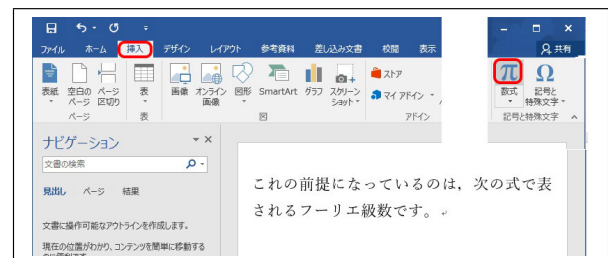 ファイル ホーム 挿入 デザイン レイアウト 参考資料 差し込み文書 校閲 表示 共有
表紙 空白のページ ページ区切り 表 画像 オンライン画像 図形 SmartArt グラフ スクリーンショット ストア マイ アドイン 数式 記号と特殊文字
ページ 表 図 アドイン 記号と特殊文字
ナビゲーション
文書の検索
見出し ページ 結果
文書に操作可能なアウトラインを作成します。
現在の位置がわかり、コンテンツを簡単に移動する
これの前提になっているのは，次の式で表
されるフーリエ級数です。